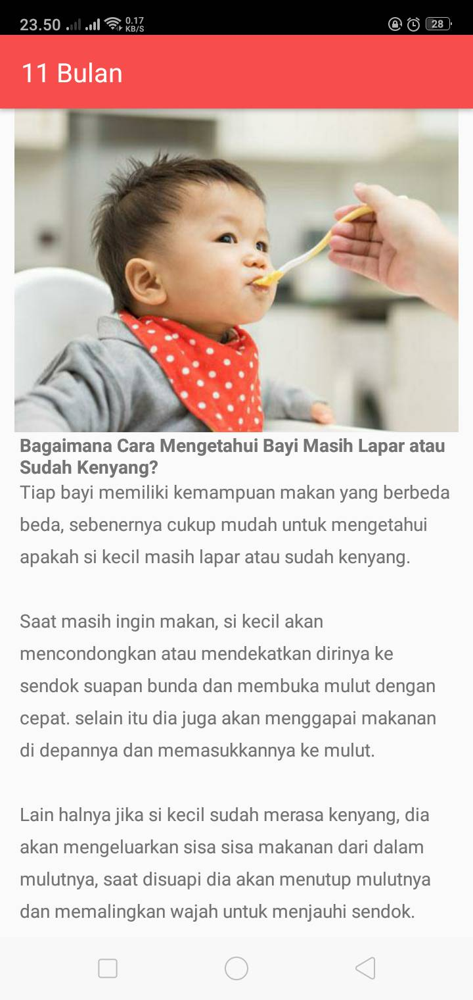 23.50
0.17
KB/S
28
11 Bulan
Bagaimana Cara Mengetahui Bayi Masih Lapar atau
Sudah Kenyang?
Tiap bayi memiliki kemampuan makan yang berbeda
beda, sebenernya cukup mudah untuk mengetahui
apakah si kecil masih lapar atau sudah kenyang.
Saat masih ingin makan, si kecil akan
mencondongkan atau mendekatkan dirinya ke
sendok suapan bunda dan membuka mulut dengan
cepat. selain itu dia juga akan menggapai makanan
di depannya dan memasukkannya ke mulut.
Lain halnya jika si kecil sudah merasa kenyang, dia
akan mengeluarkan sisa sisa makanan dari dalam
mulutnya, saat disuapi dia akan menutup mulutnya
dan memalingkan wajah untuk menjauhi sendok.